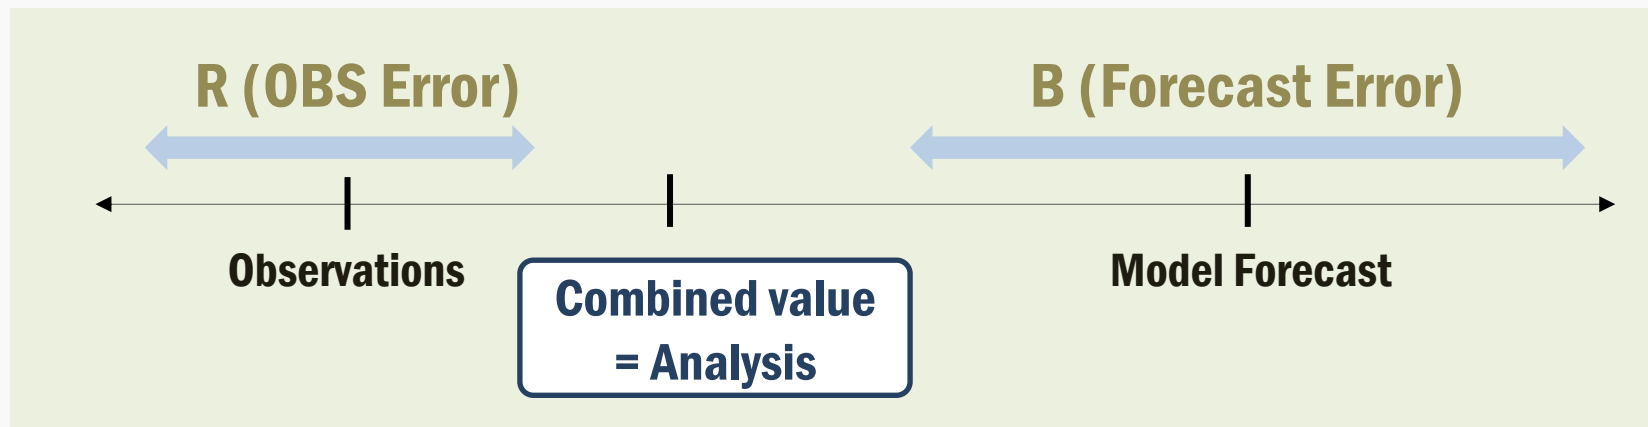 R (OBS Error)
B (Forecast Error)
Observations
Model Forecast
Combined value
= Analysis